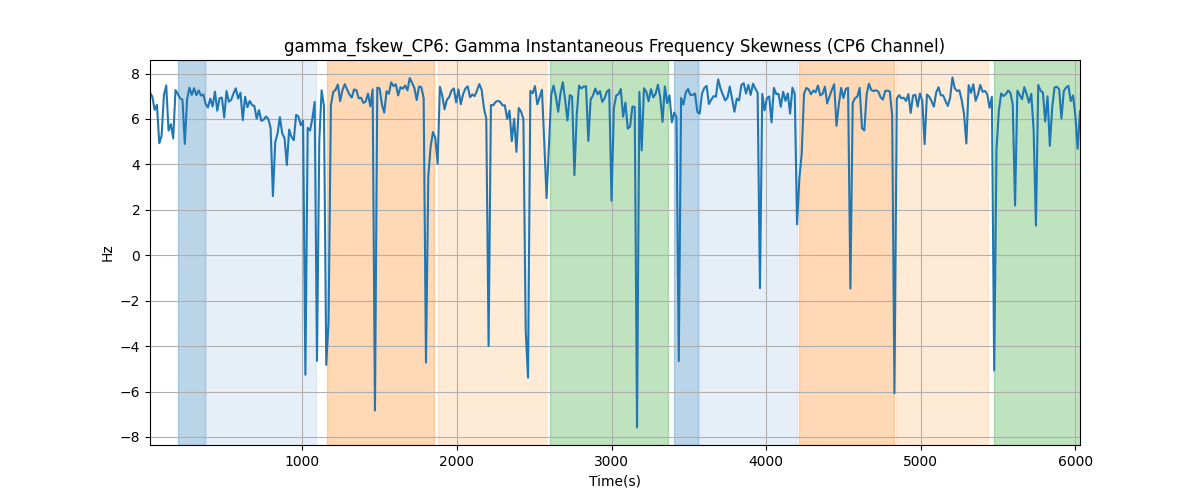 gamma_fskew_CP6: Gamma Instantaneous Frequency Skewness (CP6 Channel)
8
6
4
2
0
−2
−4
−6
−8
Hz
1000 2000 3000 4000 5000 6000
Time(s)